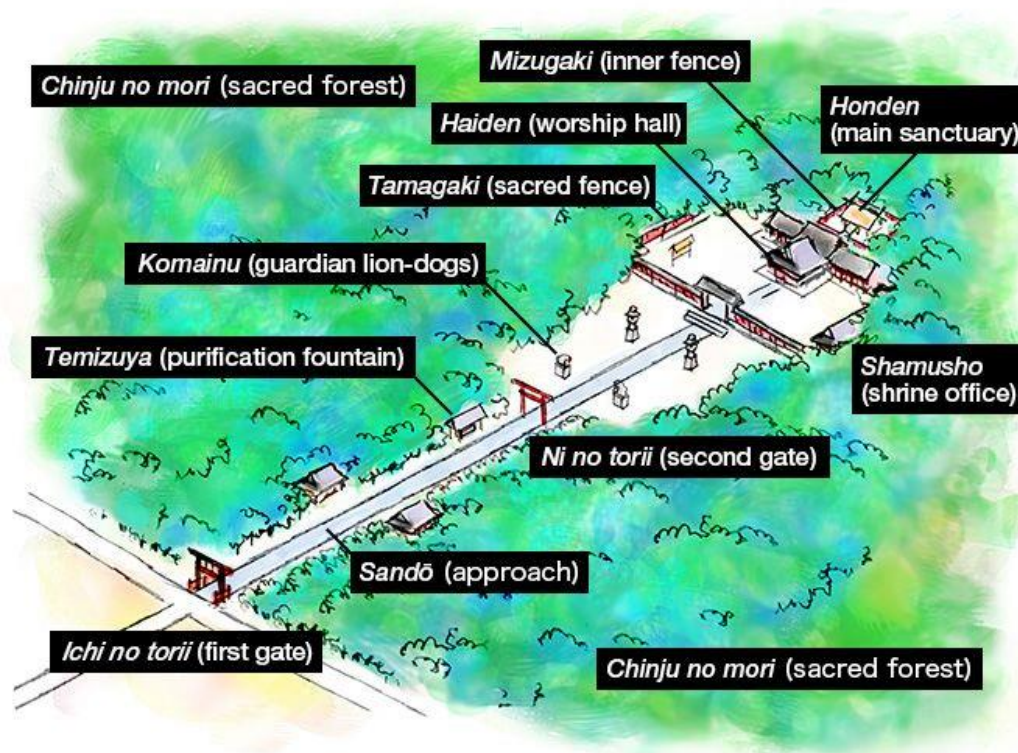 Mizugaki (inner fence)
Chinju no mori (sacred forest)
Honden
(main sanctuary)
Haiden (worship hall)
Tamagaki (sacred fence)
Komainu (guardian lion-dogs)
Temizuya (purification fountain)
Shamusho
(shrine office)
Ni no torii (second gate)
Sandō (approach)
Ichi no torii (first gate)
Chinju no mori (sacred forest)